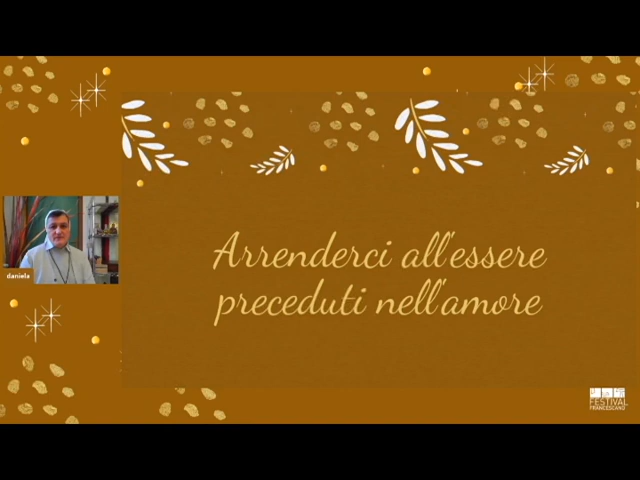 Arrenderci all'essere
preceduti nell'amore
daniela
FESTIVAL
FRANCESCANO